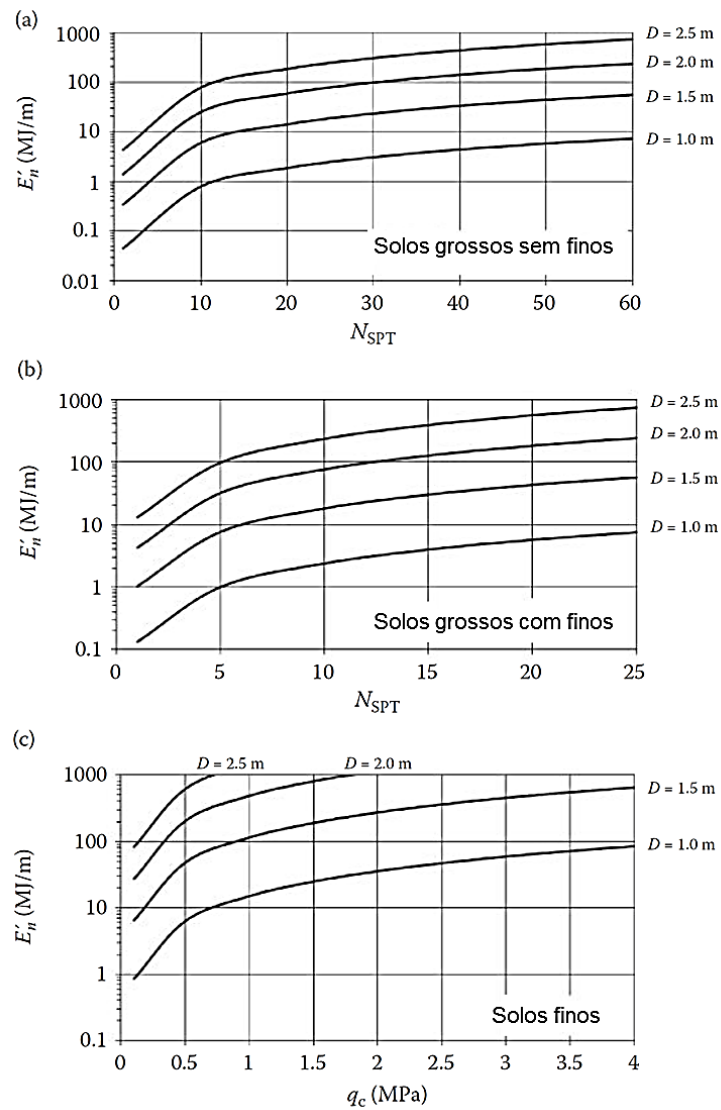 (a)
1000
100
10
1
0.1
0.01
E'n (MJ/m)
D = 2.5 m
D = 2.0 m
D = 1.5 m
D = 1.0 m
Solos grossos sem finos
0 10 20 30 40 50 60
NSPT
(b)
1000
100
10
1
0.1
E'n (MJ/m)
D = 2.5 m
D = 2.0 m
D = 1.5 m
D = 1.0 m
Solos grossos com finos
0 5 10 15 20 25
NSPT
(c)
D = 2.5 m D = 2.0 m
1000
100
10
1
0.1
E'n (MJ/m)
D = 1.5 m
D = 1.0 m
Solos finos
0 0.5 1 1.5 2 2.5 3 3.5 4
qc (MPa)